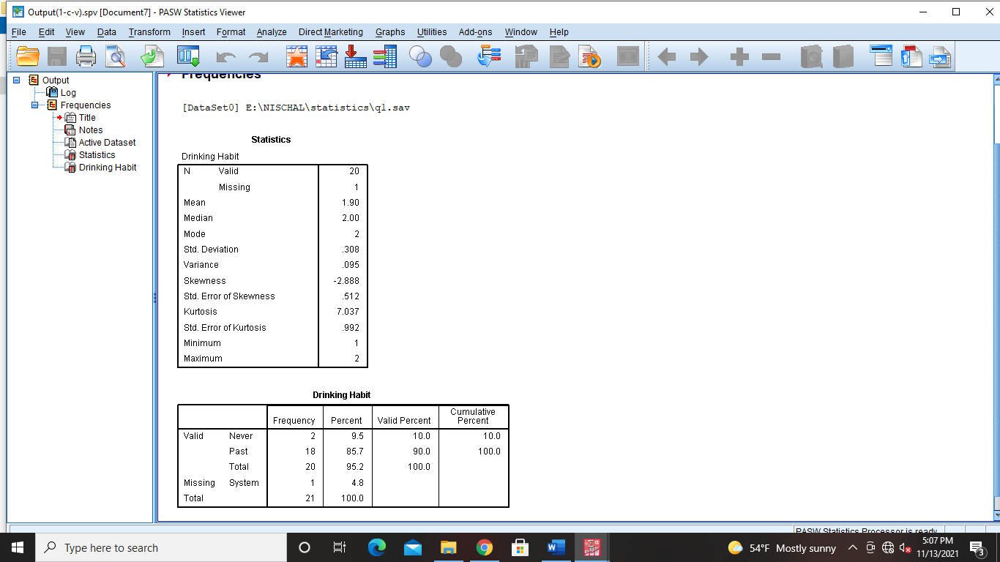 Output(1-c-v).spv [Document7] - PASW Statistics Viewer
File Edit View Data Transform Insert Format Analyze Direct Marketing Graphs Utilities Add-ons Window Help
Output
Log
Frequencies
Title
Notes
Active Dataset
Statistics
Drinking Habit
Frequencies
[DataSet0] E:\NISCHAL\statistics\q1.sav
Statistics
Drinking Habit
N Valid 20
Missing 1
Mean 1.90
Median 2.00
Mode 2
Std. Deviation .308
Variance .095
Skewness -2.888
Std. Error of Skewness .512
Kurtosis 7.037
Std. Error of Kurtosis .992
Minimum 1
Maximum 2
Drinking Habit
Frequency Percent Valid Percent Cumulative Percent
Valid Never 2 9.5 10.0 10.0
Past 18 85.7 90.0 100.0
Total 20 95.2 100.0
Missing System 1 4.8
Total 21 100.0
PASW Statistics Processor is ready
Type here to search
54°F Mostly sunny
5:07 PM
11/13/2021
3